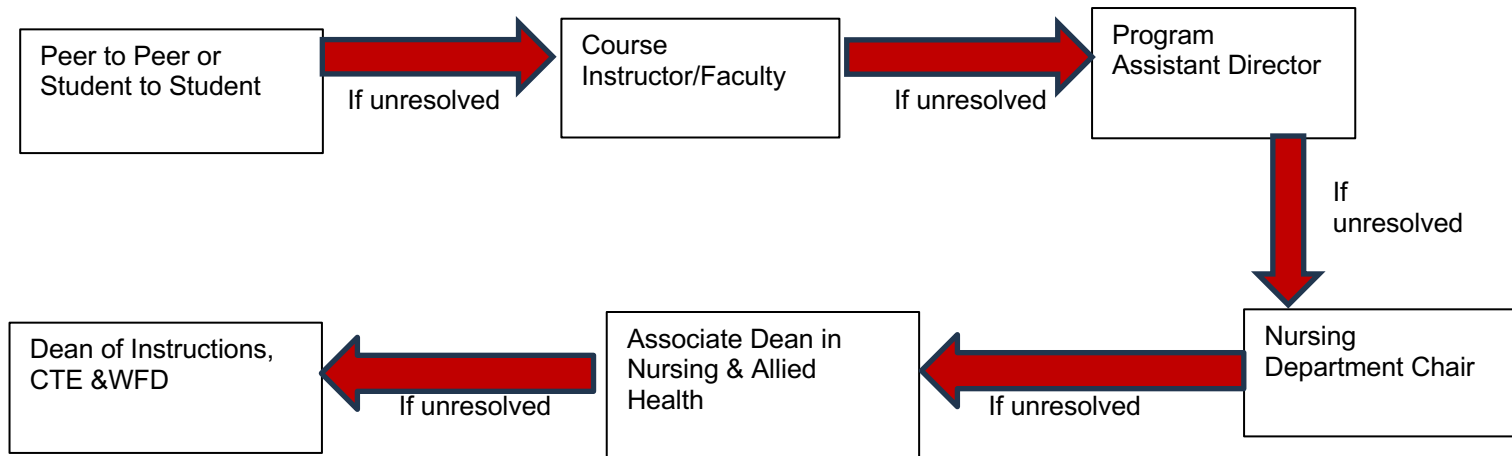 Peer to Peer or
Student to Student
If unresolved
Course
Instructor/Faculty
If unresolved
Program
Assistant Director
If
unresolved
Nursing
Department Chair
If unresolved
Associate Dean in
Nursing & Allied
Health
If unresolved
Dean of Instructions,
CTE &WFD